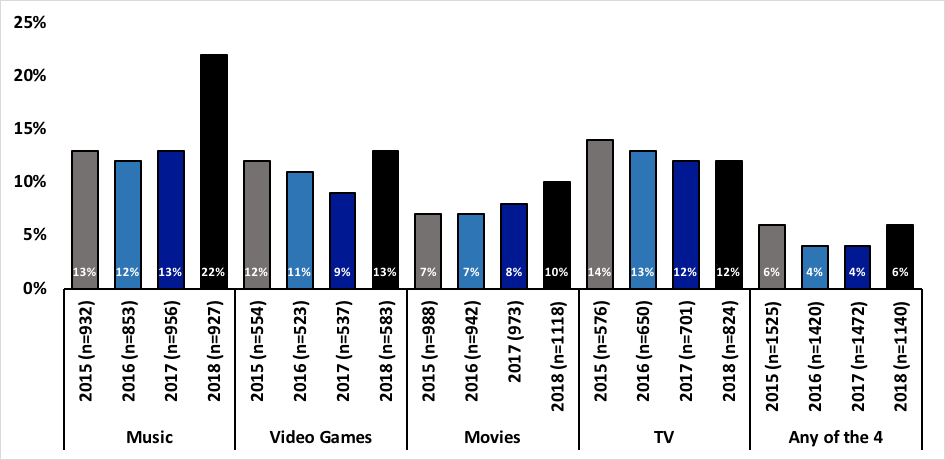 25%
20%
15%
10%
5%
0%
13%
12%
13%
22%
12%
11%
9%
13%
7%
7%
8%
10%
14%
13%
12%
12%
6%
4%
4%
6%
2015 (n=932)
2016 (n=853)
2017 (n=956)
2018 (n=927)
2015 (n=554)
2016 (n=523)
2017 (n=537)
2018 (n=583)
2015 (n=988)
2016 (n=942)
2017 (973)
2018 (n=1118)
2015 (n=576)
2016 (n=650)
2017 (n=701)
2018 (n=824)
2015 (n=1525)
2016 (n=1420)
2017 (n=1472)
2018 (n=1140)
Music
Video Games
Movies
TV
Any of the 4